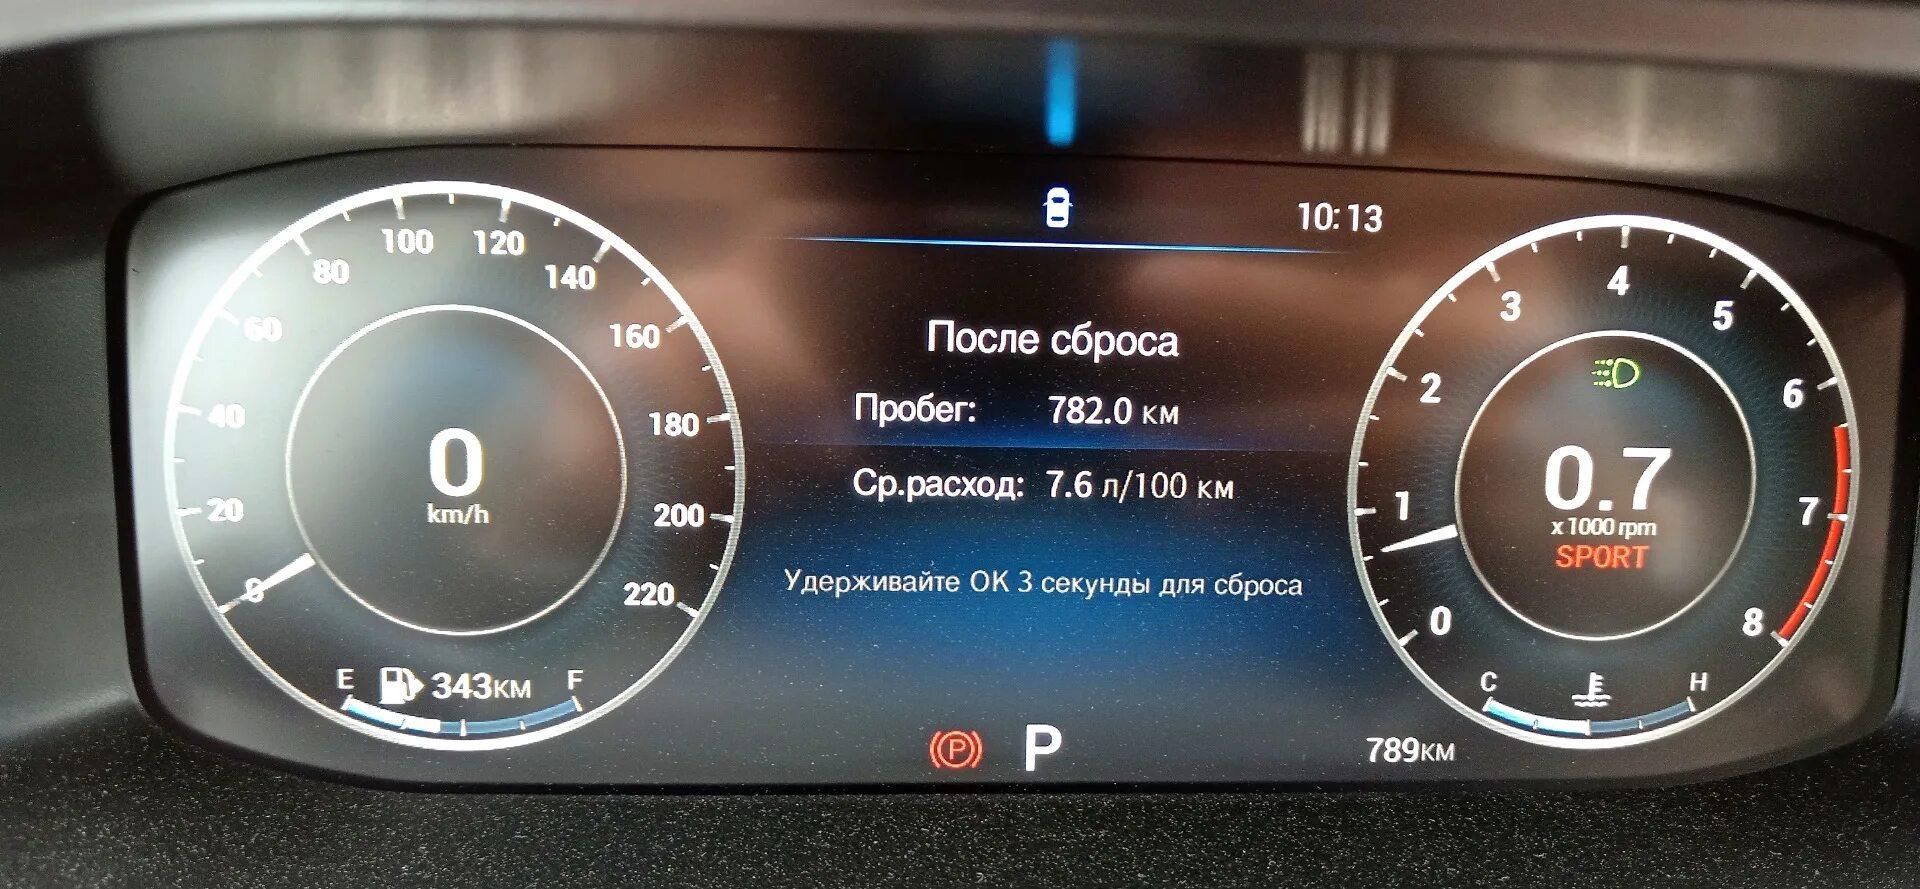 10:13
После сброса
Пробег: 782.0 км
Ср.расход: 7.6 л/100 км
Удерживайте ОК 3 секунды для сброса
0
20
40
60
80
100
120
140
160
180
200
220
0
km/h
E
343км
F
0
1
2
3
4
5
6
7
8
0.7
x 1000 rpm
SPORT
C
H
(P)
P
789км